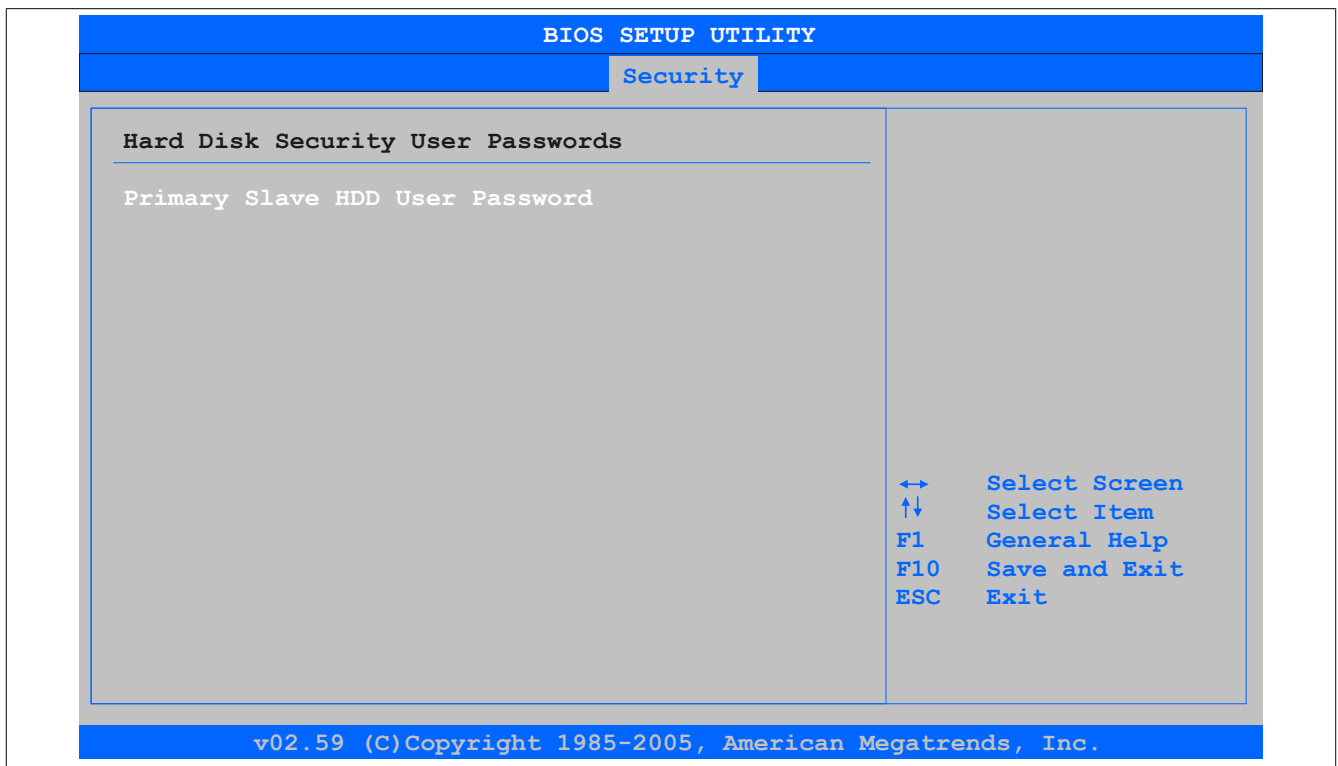 BIOS SETUP UTILITY
Security
Hard Disk Security User Passwords
Primary Slave HDD User Password
↔ Select Screen
↑↓ Select Item
F1 General Help
F10 Save and Exit
ESC Exit
v02.59 (C)Copyright 1985-2005, American Megatrends, Inc.